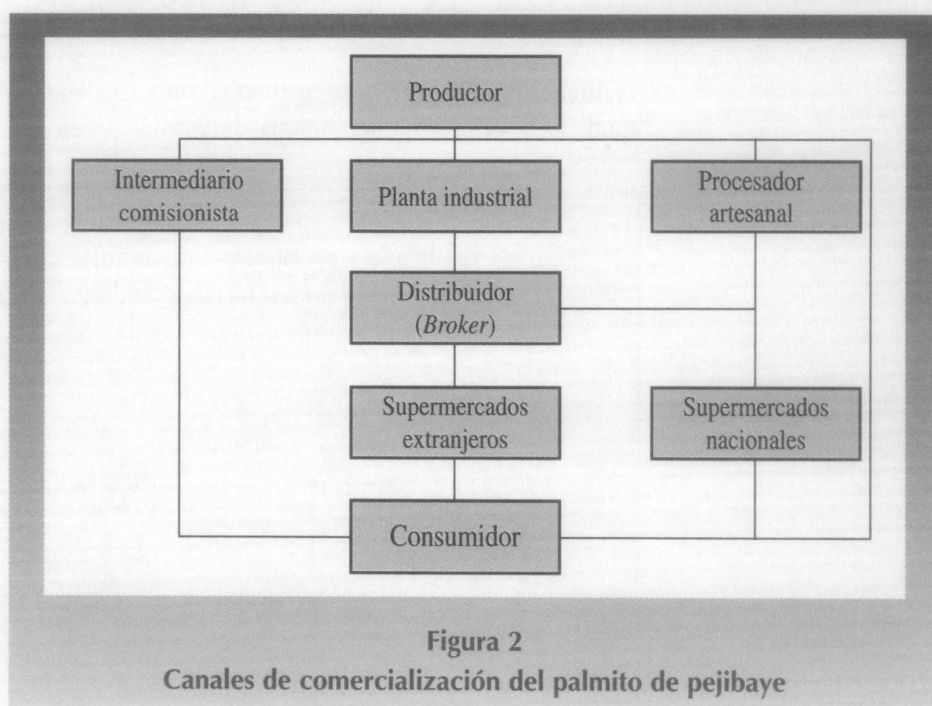 Productor
Intermediario
comisionista
Planta industrial
Procesador
artesanal
Distribuidor
(Broker)
Supermercados
extranjeros
Supermercados
nacionales
Consumidor
Figura 2
Canales de comercialización del palmito de pejibaye